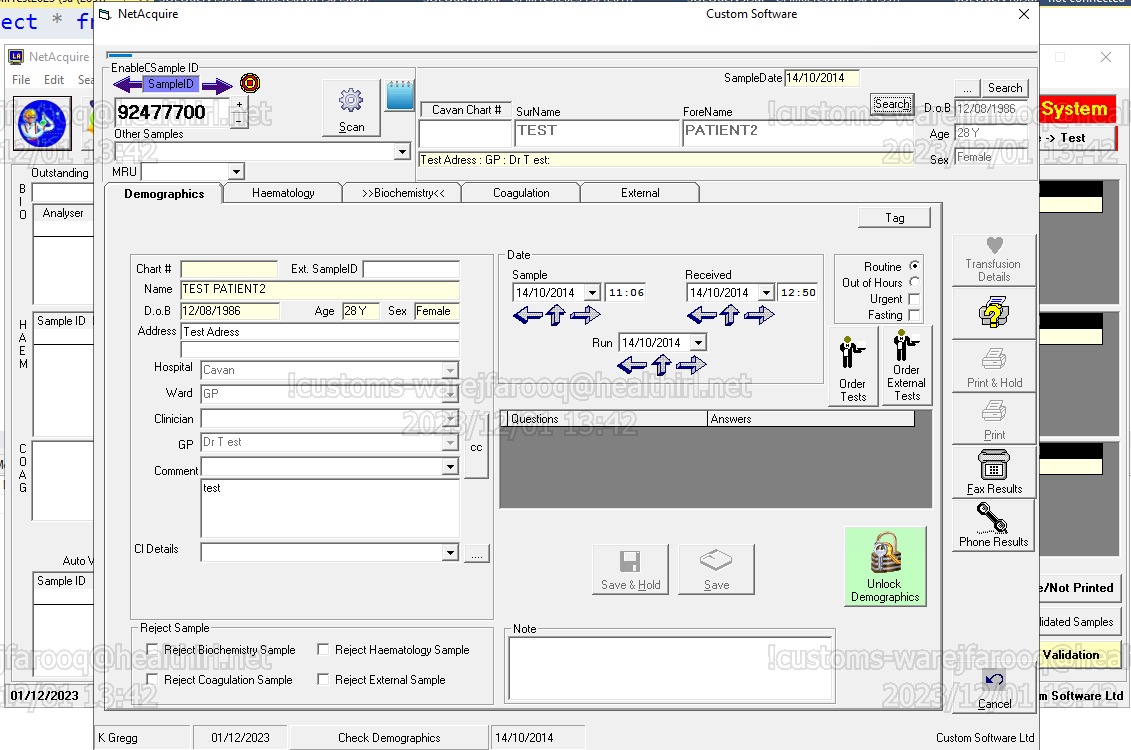 ect * f
not connected
NetAcquire
Custom Software
NetAcquire
File Edit Sea
System
e -> Test
EnableCSample ID
SampleID
92477700
+
-
Other Samples
MRU
Scan
SampleDate 14/10/2014
Cavan Chart # SurName ForeName
TEST PATIENT2
Search
... Search
D.o.B 12/08/1986
Age 28 Y
Sex Female
Test Adress : GP : Dr T est:
!customs-warejfarooq@healthirl.net
2023/12/01 13:42
Outstanding
BIO
Analyser
HAEM
Sample ID
COAG
Auto V
Sample ID
Demographics Haematology >>Biochemistry<< Coagulation External
Tag
Chart # Ext. SampleID
Name TEST PATIENT2
D.o.B 12/08/1986 Age 28 Y Sex Female
Address Test Adress
Hospital Cavan
Ward GP
Clinician
GP Dr T est
cc
Comment
test
Cl Details
....
Date
Sample Received
14/10/2014 11:06 14/10/2014 12:50
Run 14/10/2014
Routine
Out of Hours
Urgent
Fasting
Order Tests
Order External Tests
Questions Answers
!customs-warejfarooq@healthirl.net
2023/12/01 13:42
Save & Hold
Save
Unlock Demographics
Transfusion Details
Print & Hold
Print
Fax Results
Phone Results
Cancel
Reject Sample
Reject Biochemistry Sample Reject Haematology Sample
Reject Coagulation Sample Reject External Sample
Note
jfarooq@healthirl.net
13:42
!customs-warejfarooq@heal
2023/12/01 13:42
e/Not Printed
lidated Samples
Validation
01/12/2023
m Software Ltd
K Gregg 01/12/2023 Check Demographics 14/10/2014 Custom Software Ltd